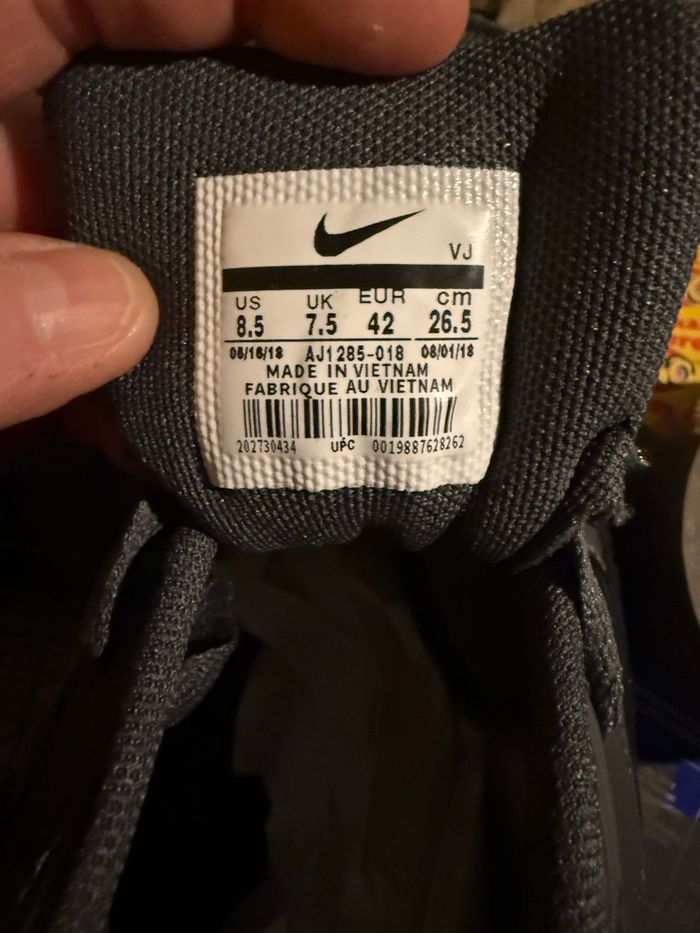 VJ
US UK EUR cm
8.5 7.5 42 26.5
05/16/18 AJ1285-018 08/01/18
MADE IN VIETNAM
FABRIQUE AU VIETNAM
202730434 UPC 0019887628262